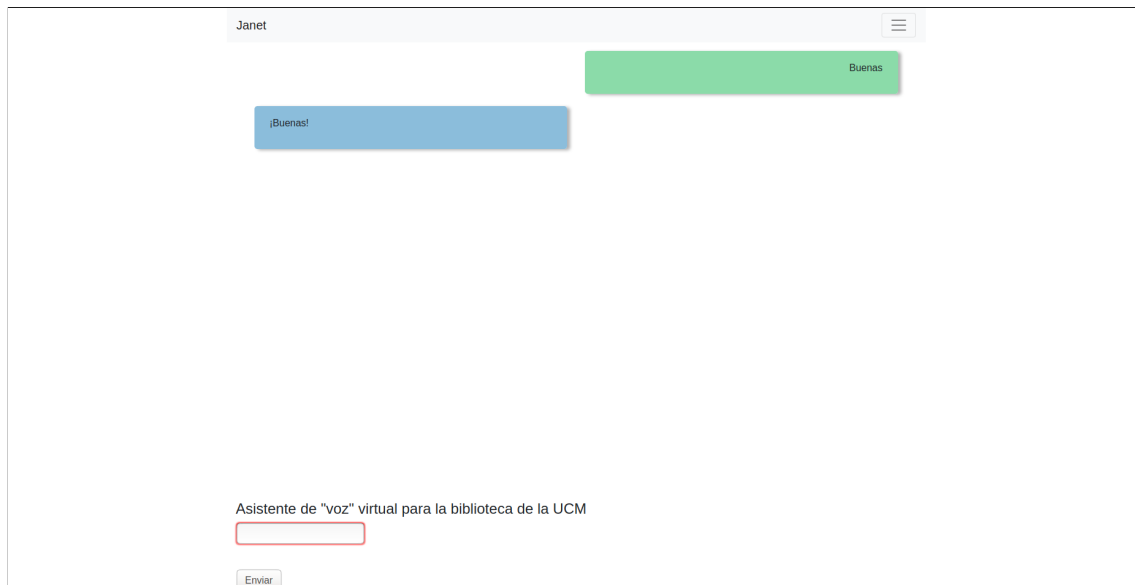 Janet
Buenas
¡Buenas!
Asistente de "voz" virtual para la biblioteca de la UCM
Enviar